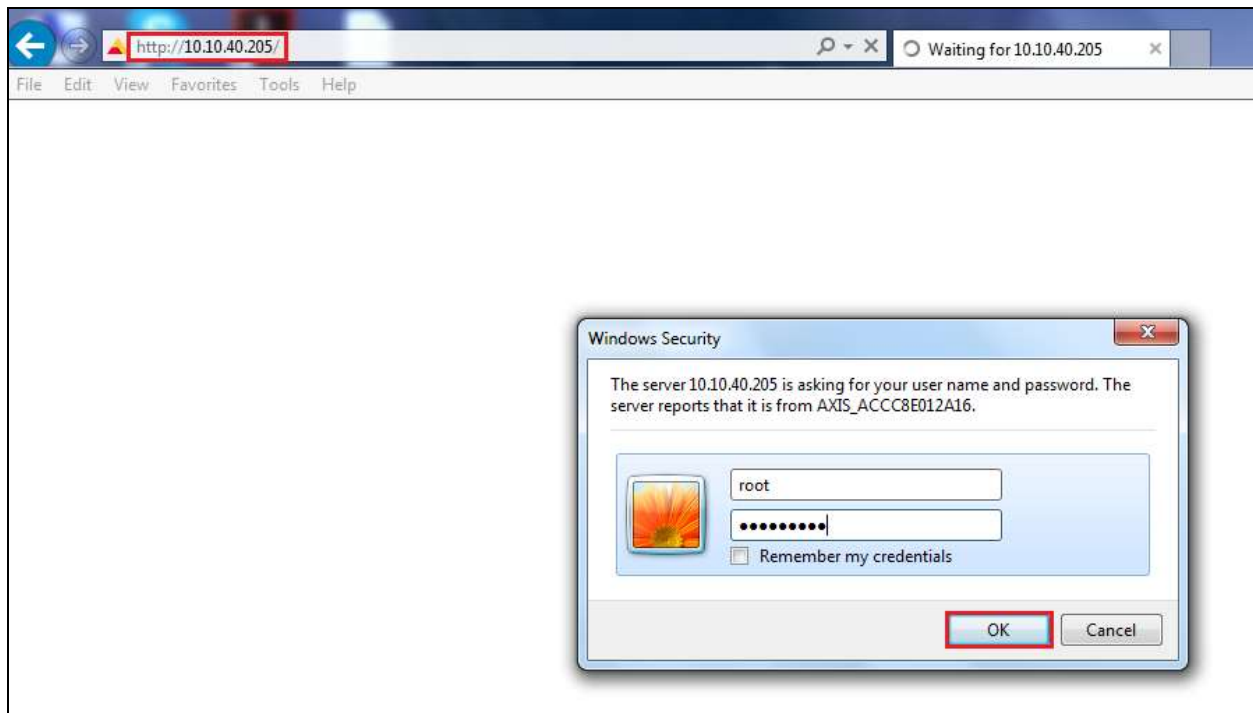 http://10.10.40.205/
Waiting for 10.10.40.205
File Edit View Favorites Tools Help
Windows Security
The server 10.10.40.205 is asking for your user name and password. The
server reports that it is from AXIS_ACCC8E012A16.
root
●●●●●●●●●
Remember my credentials
OK Cancel